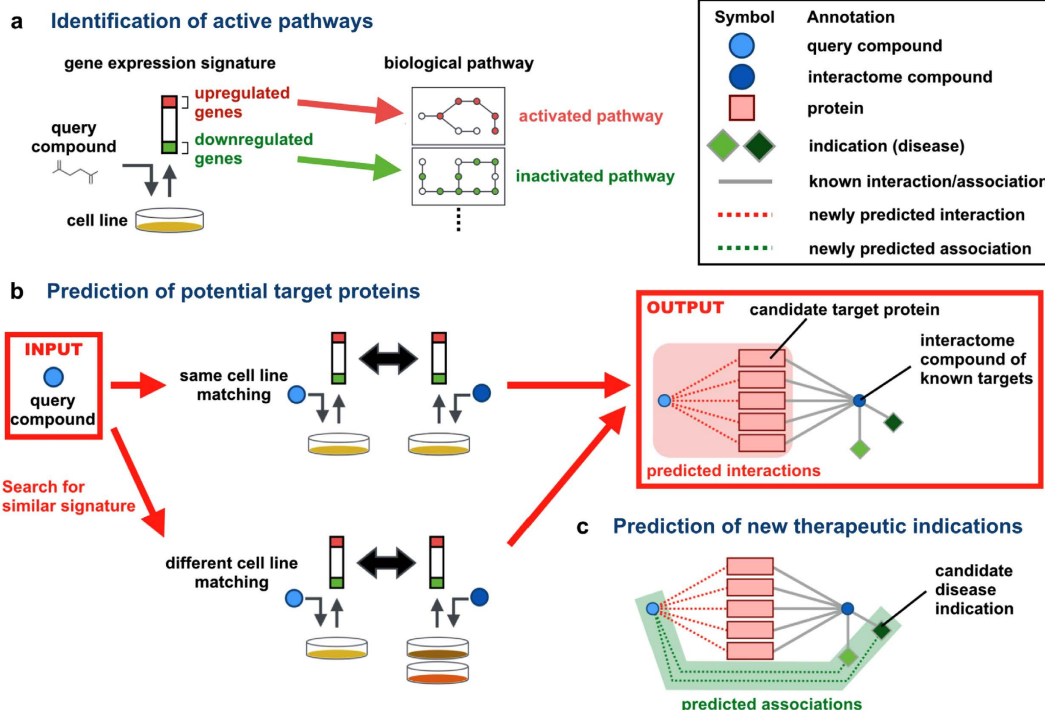 a Identification of active pathways
gene expression signature
biological pathway
upregulated
genes
downregulated
genes
query
compound
cell line
activated pathway
inactivated pathway
Symbol Annotation
query compound
interactome compound
protein
indication (disease)
known interaction/association
newly predicted interaction
newly predicted association
b Prediction of potential target proteins
INPUT
query
compound
Search for
similar signature
same cell line
matching
different cell line
matching
OUTPUT
candidate target protein
interactome
compound of
known targets
predicted interactions
c Prediction of new therapeutic indications
candidate
disease
indication
predicted associations